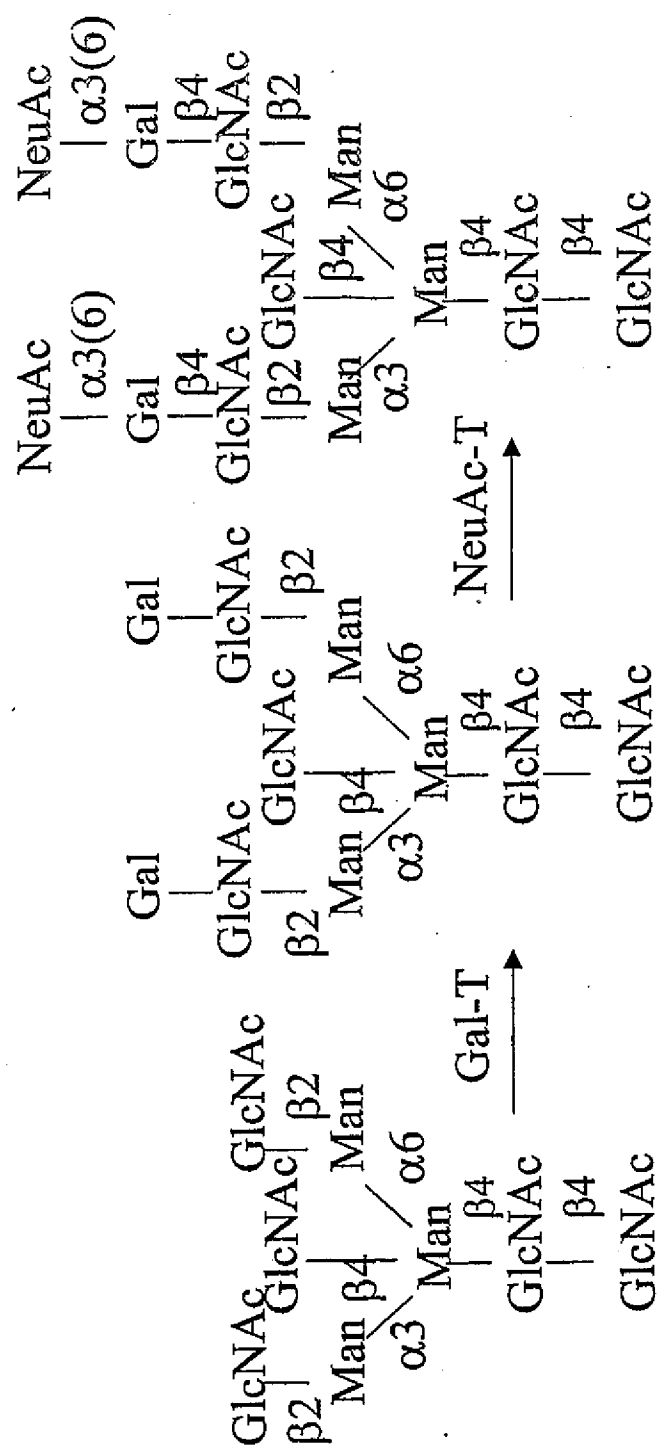 GlcNAc GlcNAc
GlcNAc
β2 β2
Man β4 Man
α3 Man α6
β4
GlcNAc
β4
GlcNAc
Gal-T
Gal Gal
GlcNAc GlcNAc
GlcNAc
β2 β2
Man β4 Man
α3 Man α6
β4
GlcNAc
β4
GlcNAc
NeuAc-T
NeuAc NeuAc
α3(6) α3(6)
Gal Gal
β4 β4
GlcNAc GlcNAc
β2 GlcNAc β2
Man β4 Man
α3 Man α6
β4
GlcNAc
β4
GlcNAc